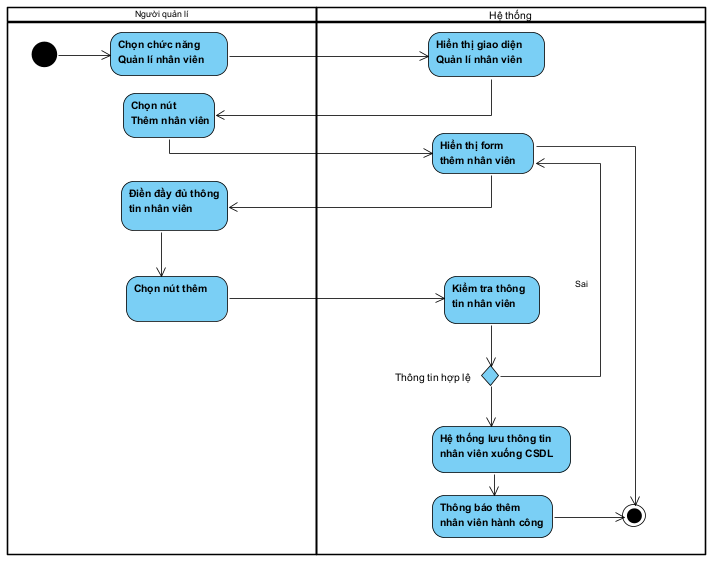 Người quản lí
Hệ thống
Chọn chức năng
Quản lí nhân viên
Hiển thị giao diện
Quản lí nhân viên
Chọn nút
Thêm nhân viên
Hiển thị form
thêm nhân viên
Điền đầy đủ thông
tin nhân viên
Chọn nút thêm
Kiểm tra thông
tin nhân viên
Sai
Thông tin hợp lệ
Hệ thống lưu thông tin
nhân viên xuống CSDL
Thông báo thêm
nhân viên hành công